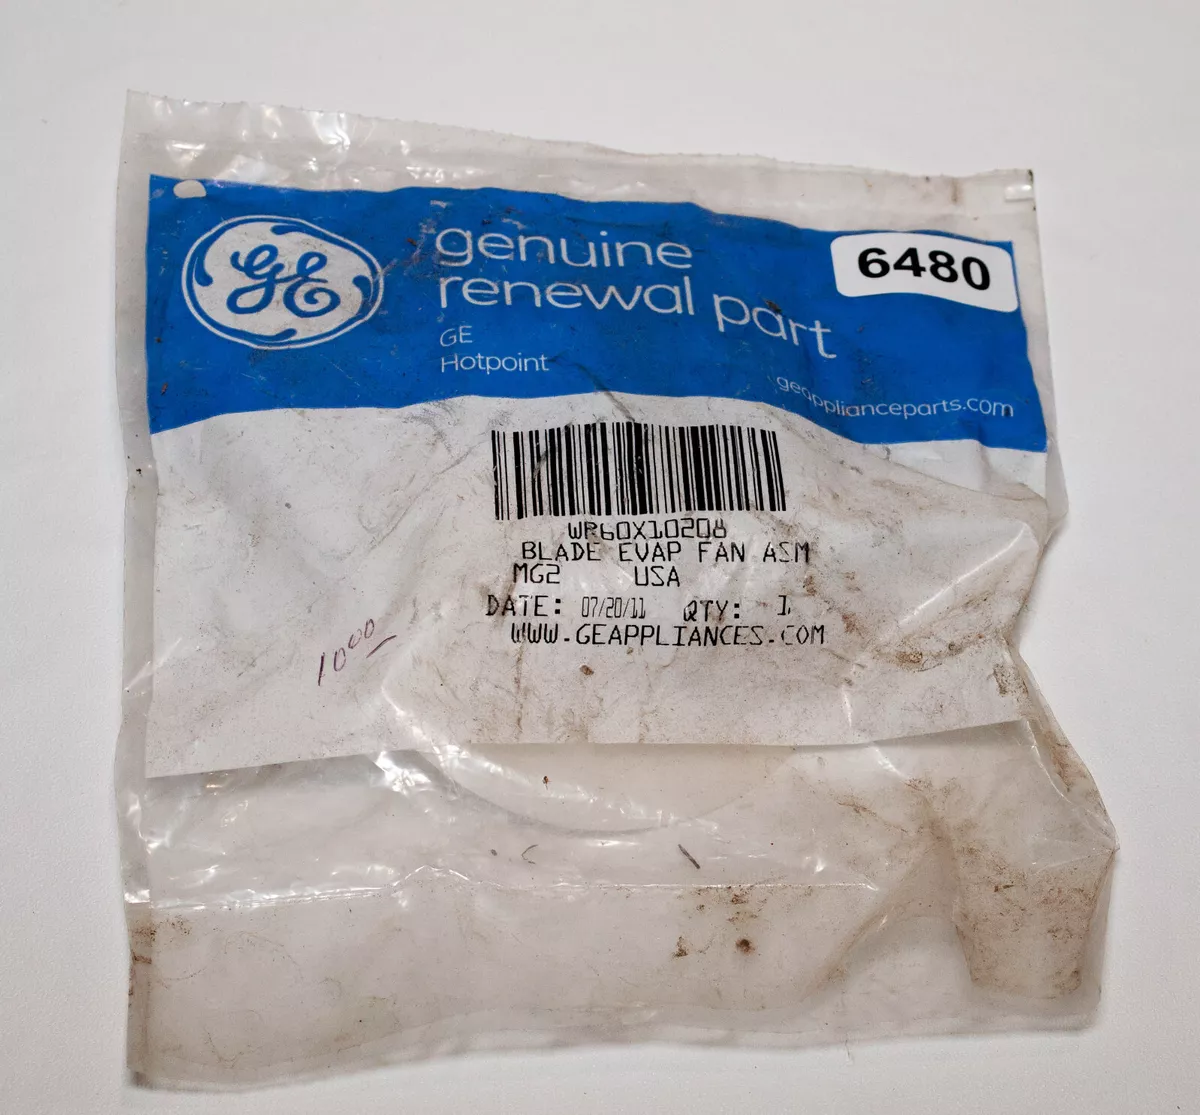 GE
genuine
renewal part
6480
GE
Hotpoint
geapplianceparts.com
WR60X10208
BLADE EVAP FAN ASM
MG2 USA
DATE: 07/20/11 QTY: 1
WWW.GEAPPLIANCES.COM
10⁰⁰